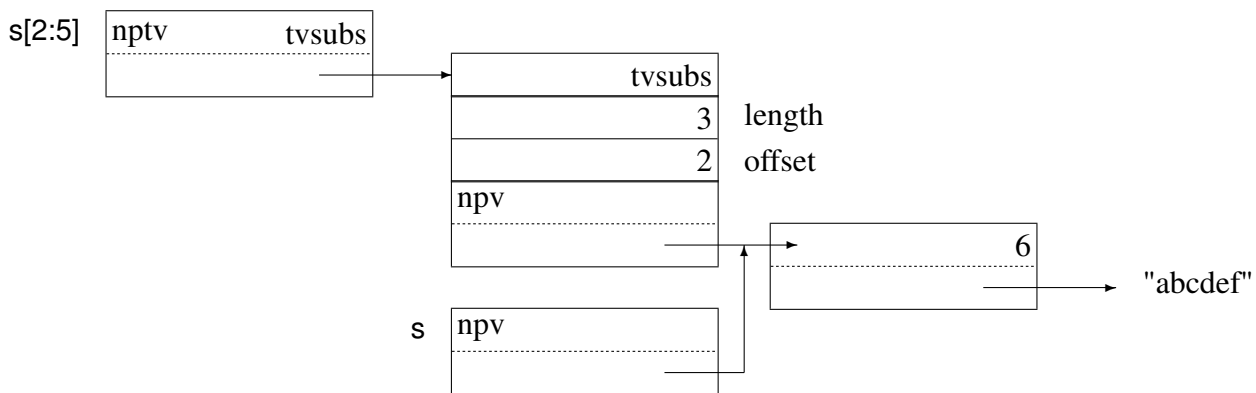 s[2:5] nptv tvsubs
tvsubs
3 length
2 offset
npv
6
"abcdef"
s npv